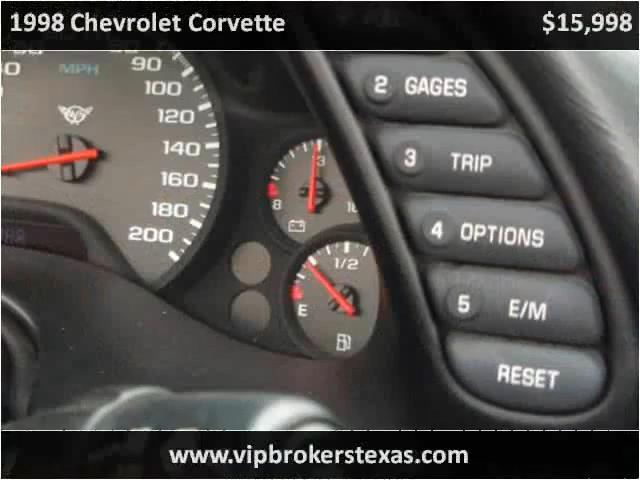 1998 Chevrolet Corvette $15,998
MPH
90
100
120
140
160
180
200
13
8
1/2
E
2 GAGES
3 TRIP
4 OPTIONS
5 E/M
RESET
www.vipbrokerstexas.com